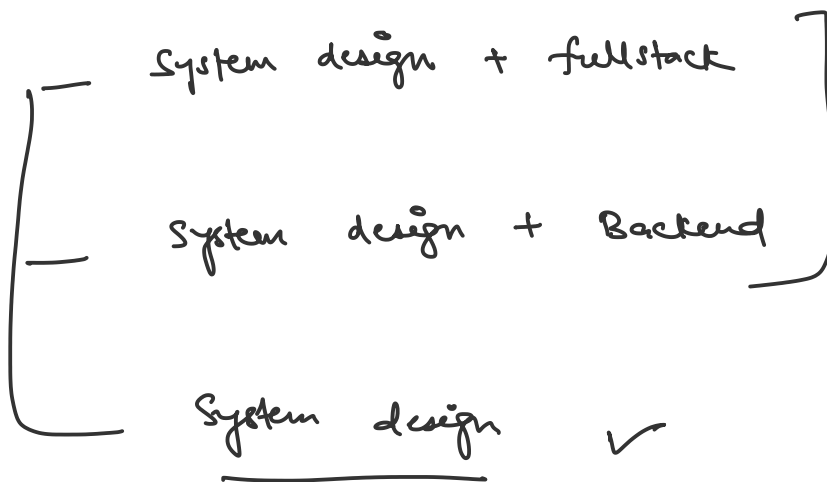 System design + fullstack
System design + Backend
System design ✓